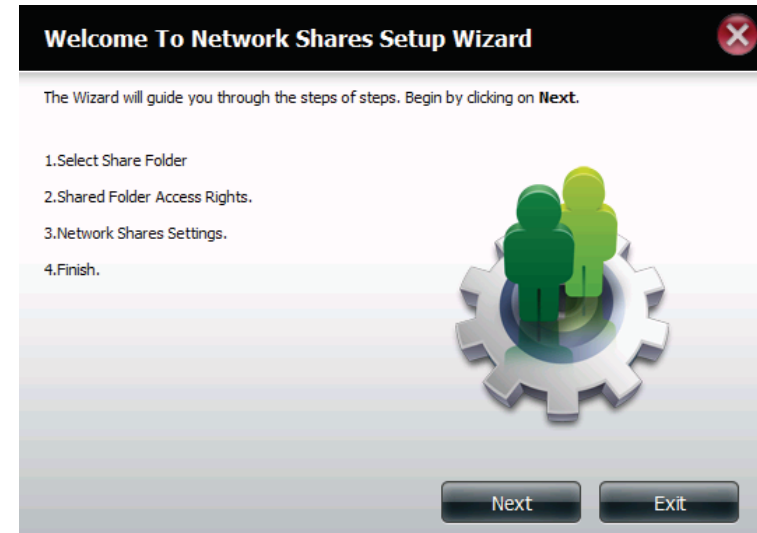 Welcome To Network Shares Setup Wizard
The Wizard will guide you through the steps of steps. Begin by clicking on Next.
1.Select Share Folder
2.Shared Folder Access Rights.
3.Network Shares Settings.
4.Finish.
Next
Exit